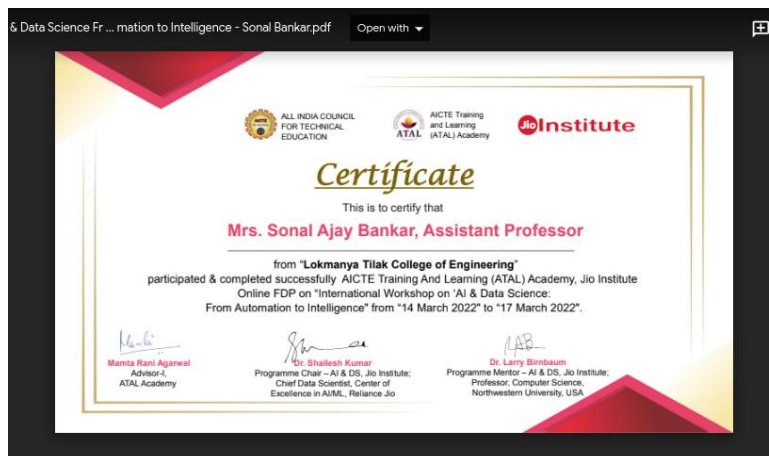 & Data Science Fr ... mation to Intelligence - Sonal Bankar.pdf Open with
ALL INDIA COUNCIL
FOR TECHNICAL
EDUCATION
ATAL
AICTE Training
and Learning
(ATAL) Academy
Jio Institute
Certificate
This is to certify that
Mrs. Sonal Ajay Bankar, Assistant Professor
from “Lokmanya Tilak College of Engineering”
participated & completed successfully AICTE Training And Learning (ATAL) Academy, Jio Institute
Online FDP on “International Workshop on ‘AI & Data Science:
From Automation to Intelligence” from “14 March 2022” to “17 March 2022”.
Mamta Rani Agarwal
Advisor-I,
ATAL Academy
Dr. Shailesh Kumar
Programme Chair – AI & DS, Jio Institute;
Chief Data Scientist, Center of
Excellence in AI/ML, Reliance Jio
Dr. Larry Birnbaum
Programme Mentor – AI & DS, Jio Institute;
Professor, Computer Science,
Northwestern University, USA